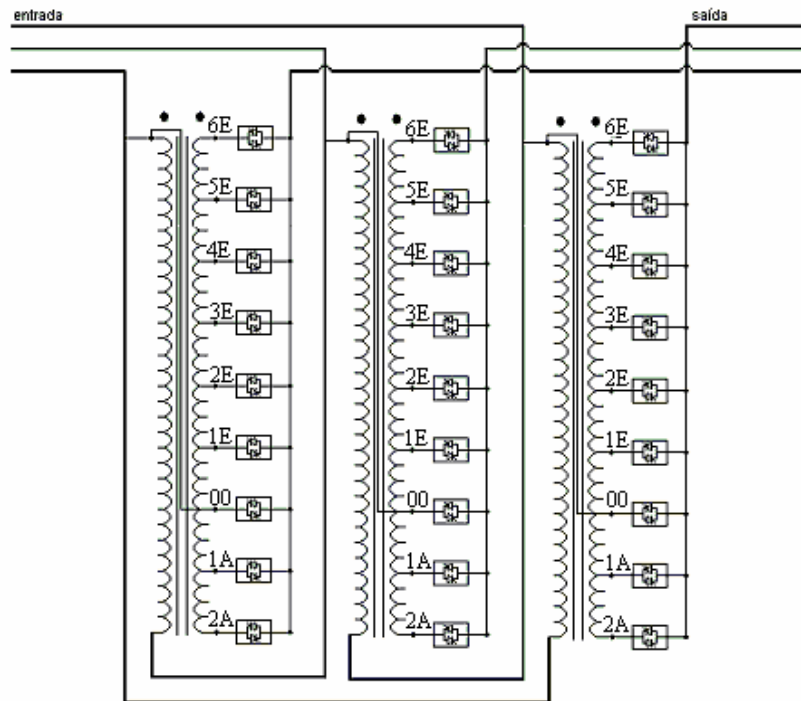 entrada saída
6E 6E 6E
5E 5E 5E
4E 4E 4E
3E 3E 3E
2E 2E 2E
1E 1E 1E
00 00 00
1A 1A 1A
2A 2A 2A